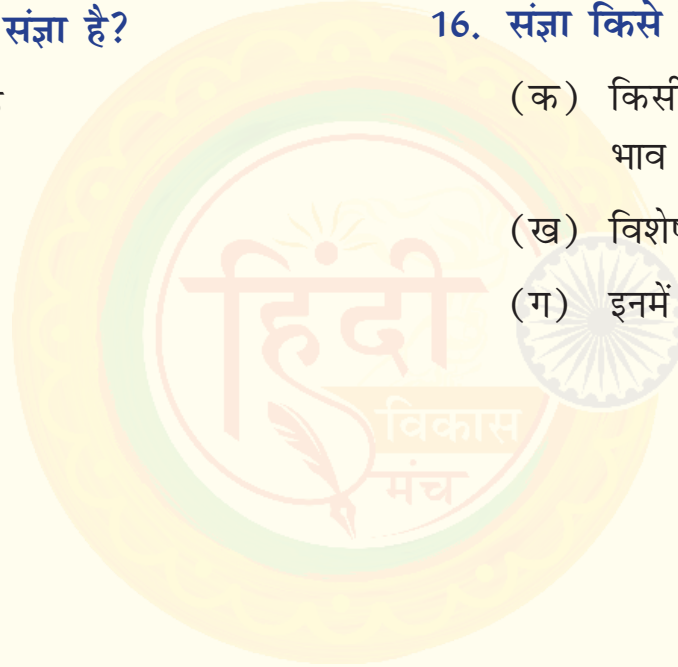 संज्ञा है?
16. संज्ञा किसे
(क) किसी
भाव
(ख)
(ग) इनमें
हिंदी
विकास
मंच